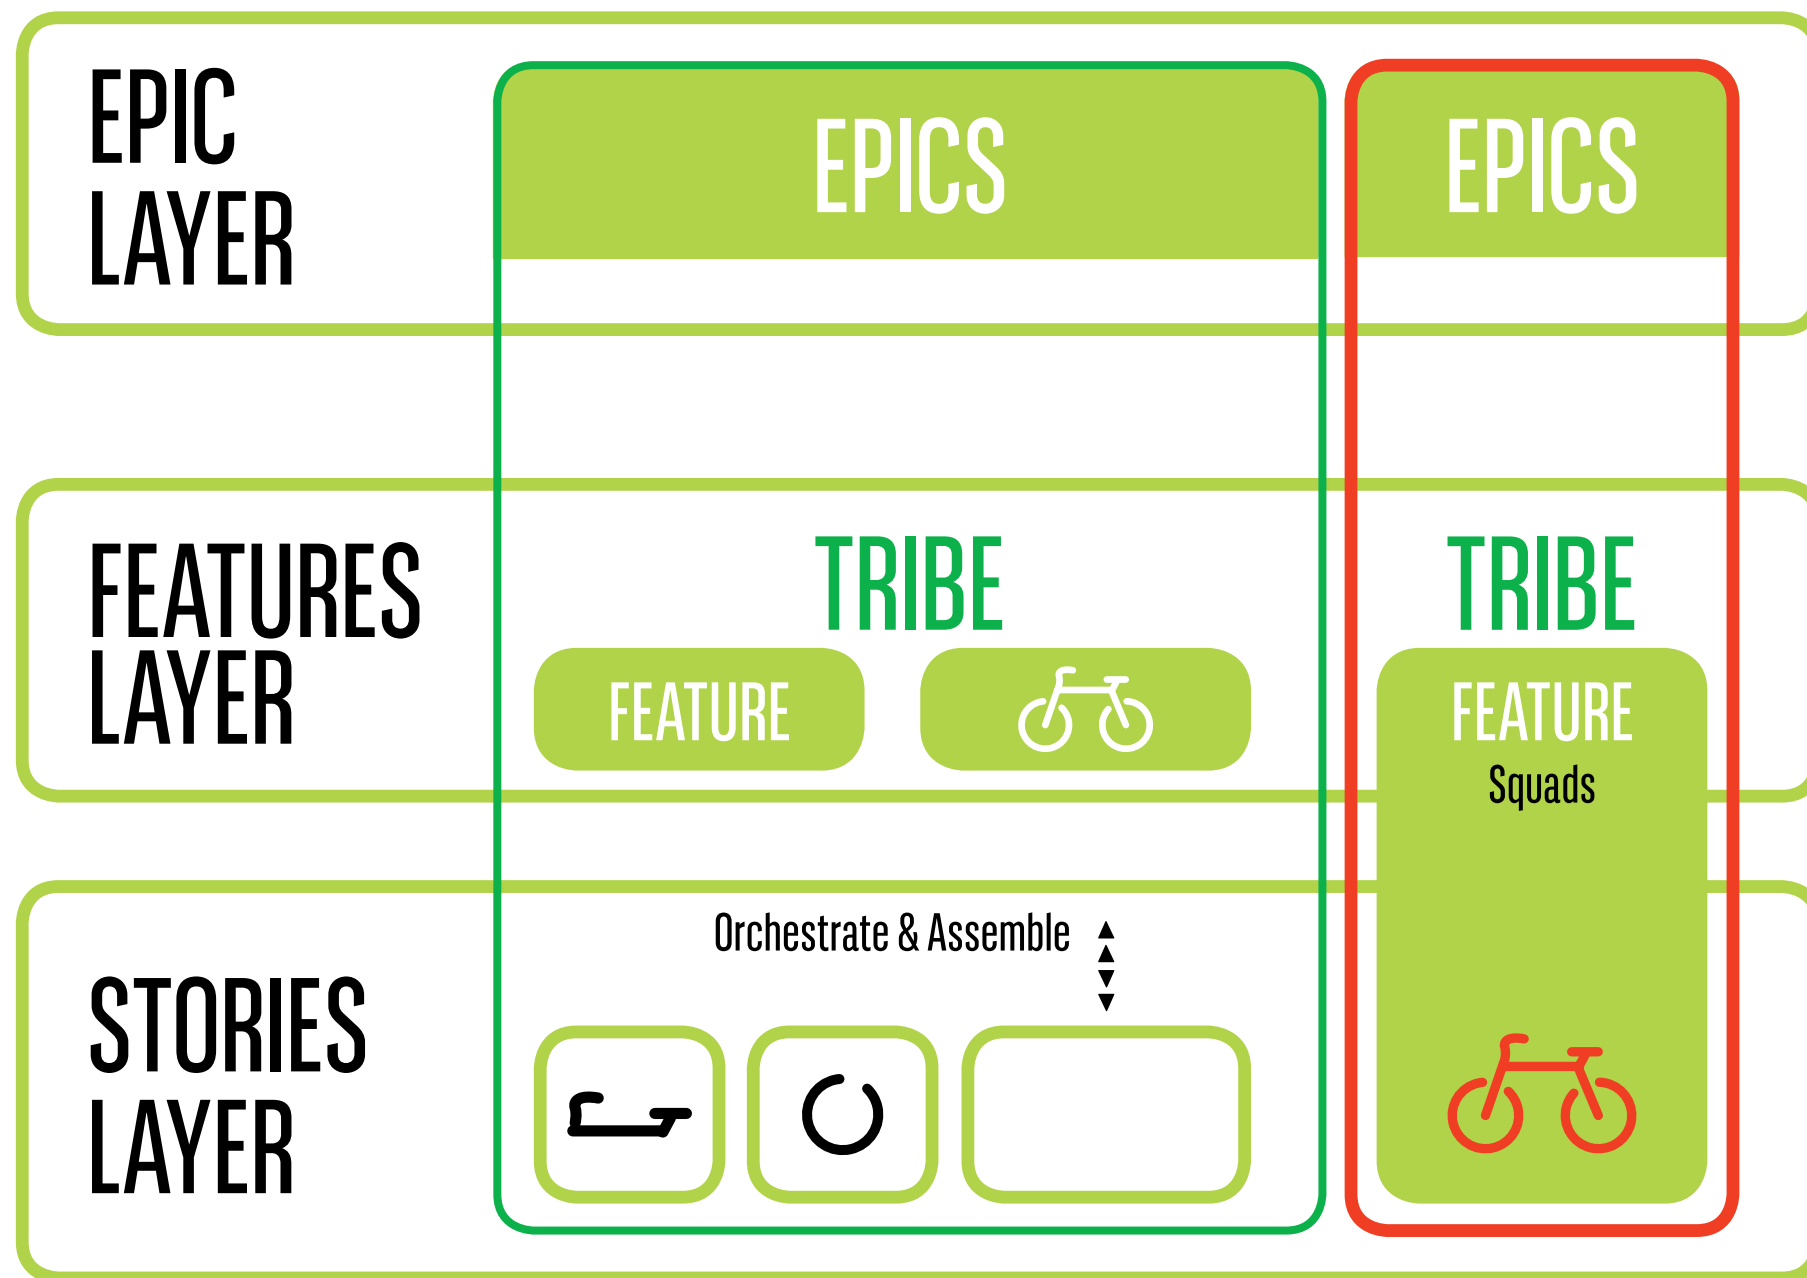 EPIC
LAYER
EPICS
EPICS
FEATURES
LAYER
TRIBE
TRIBE
FEATURE
FEATURE
Squads
STORIES
LAYER
Orchestrate & Assemble